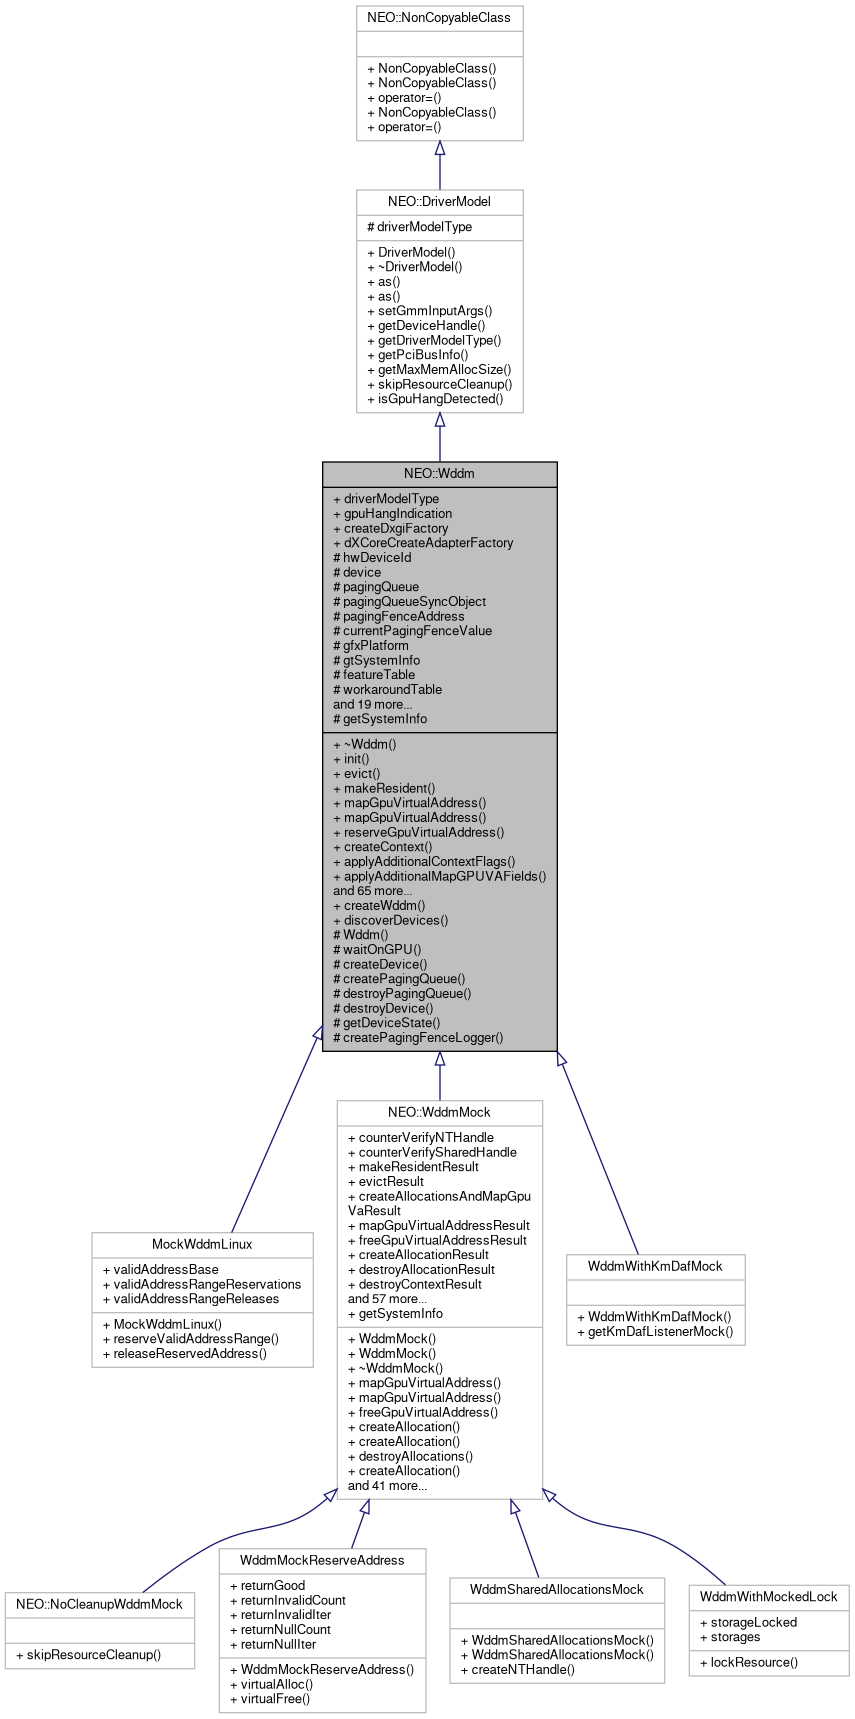 NEO::NonCopyableClass
+ NonCopyableClass()
+ NonCopyableClass()
+ operator=()
+ NonCopyableClass()
+ operator=()
NEO::DriverModel
# driverModelType
+ DriverModel()
+ ~DriverModel()
+ as()
+ as()
+ setGmmInputArgs()
+ getDeviceHandle()
+ getDriverModelType()
+ getPciBusInfo()
+ getMaxMemAllocSize()
+ skipResourceCleanup()
+ isGpuHangDetected()
NEO::Wddm
+ driverModelType
+ gpuHangIndication
+ createDxgiFactory
+ dXCoreCreateAdapterFactory
# hwDeviceId
# device
# pagingQueue
# pagingQueueSyncObject
# pagingFenceAddress
# currentPagingFenceValue
# gfxPlatform
# gtSystemInfo
# featureTable
# workaroundTable
and 19 more...
# getSystemInfo
+ ~Wddm()
+ init()
+ evict()
+ makeResident()
+ mapGpuVirtualAddress()
+ mapGpuVirtualAddress()
+ reserveGpuVirtualAddress()
+ createContext()
+ applyAdditionalContextFlags()
+ applyAdditionalMapGPUVAFields()
and 65 more...
+ createWddm()
+ discoverDevices()
# Wddm()
# waitOnGPU()
# createDevice()
# createPagingQueue()
# destroyPagingQueue()
# destroyDevice()
# getDeviceState()
# createPagingFenceLogger()
MockWddmLinux
+ validAddressBase
+ validAddressRangeReservations
+ validAddressRangeReleases
+ MockWddmLinux()
+ reserveValidAddressRange()
+ releaseReservedAddress()
NEO::WddmMock
+ counterVerifyNTHandle
+ counterVerifySharedHandle
+ makeResidentResult
+ evictResult
+ createAllocationsAndMapGpu
VaResult
+ mapGpuVirtualAddressResult
+ freeGpuVirtualAddressResult
+ createAllocationResult
+ destroyAllocationResult
+ destroyContextResult
and 57 more...
+ getSystemInfo
+ WddmMock()
+ WddmMock()
+ ~WddmMock()
+ mapGpuVirtualAddress()
+ mapGpuVirtualAddress()
+ freeGpuVirtualAddress()
+ createAllocation()
+ createAllocation()
+ destroyAllocations()
+ createAllocation()
and 41 more...
WddmWithKmDafMock
+ WddmWithKmDafMock()
+ getKmDafListenerMock()
NEO::NoCleanupWddmMock
+ skipResourceCleanup()
WddmMockReserveAddress
+ returnGood
+ returnInvalidCount
+ returnInvalidIter
+ returnNullCount
+ returnNullIter
+ WddmMockReserveAddress()
+ virtualAlloc()
+ virtualFree()
WddmSharedAllocationsMock
+ WddmSharedAllocationsMock()
+ WddmSharedAllocationsMock()
+ createNTHandle()
WddmWithMockedLock
+ storageLocked
+ storages
+ lockResource()